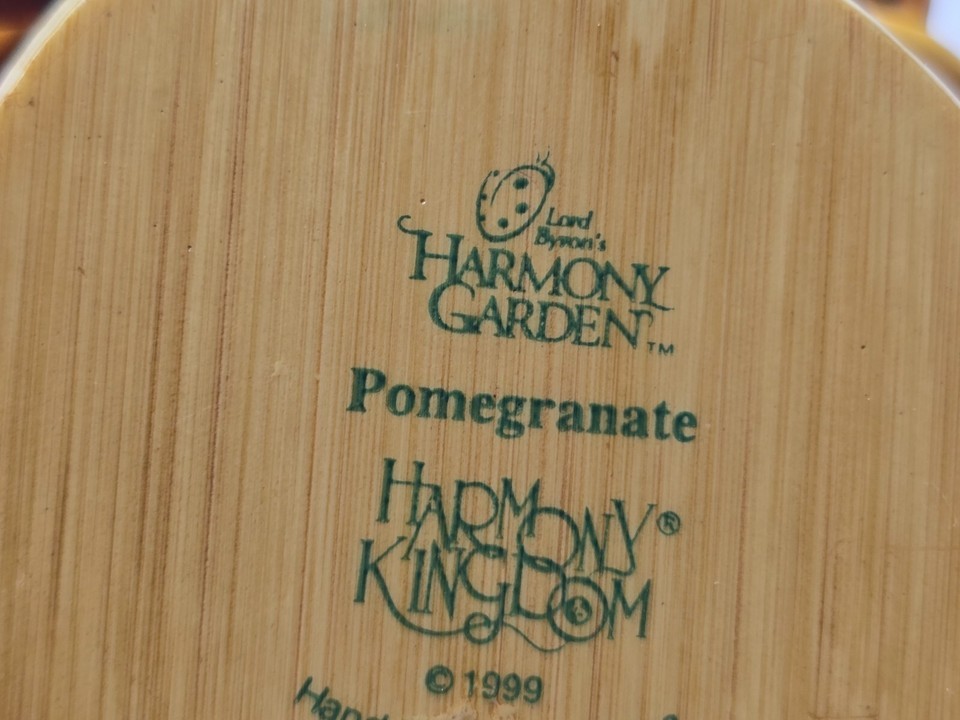 Lord
Byron's
HARMONY
GARDEN™
Pomegranate
HARMONY®
KINGDOM
© 1999